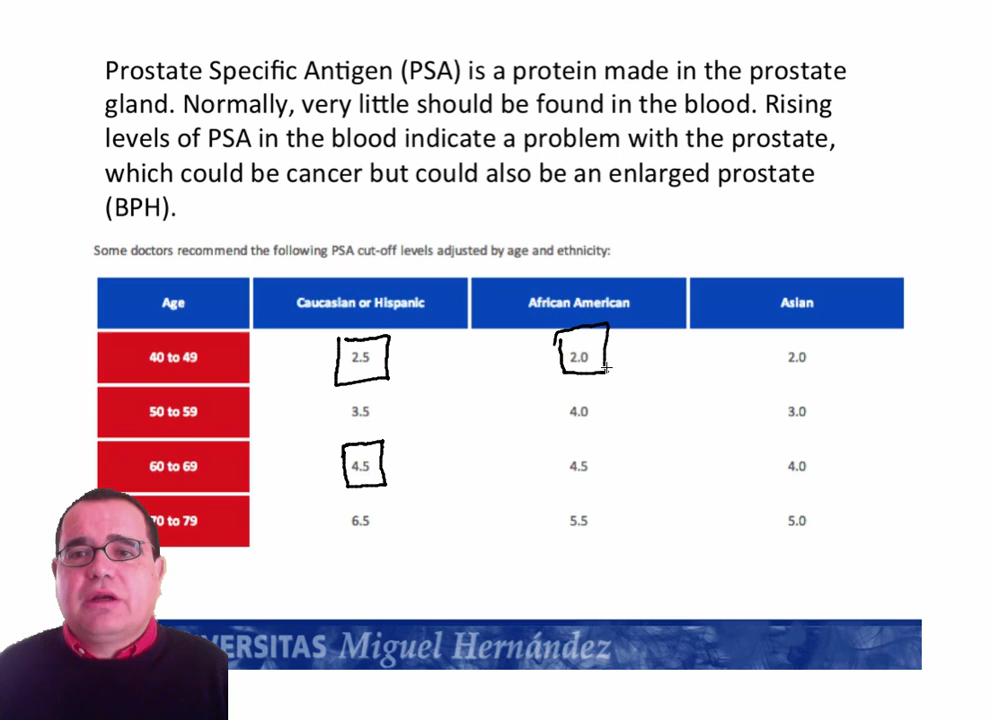 Prostate Specific Antigen (PSA) is a protein made in the prostate
gland. Normally, very little should be found in the blood. Rising
levels of PSA in the blood indicate a problem with the prostate,
which could be cancer but could also be an enlarged prostate
(BPH).
Some doctors recommend the following PSA cut-off levels adjusted by age and ethnicity:
Age Caucasian or Hispanic African American Asian
40 to 49 2.5 2.0 2.0
50 to 59 3.5 4.0 3.0
60 to 69 4.5 4.5 4.0
70 to 79 6.5 5.5 5.0
VERSITAS Miguel Hernández